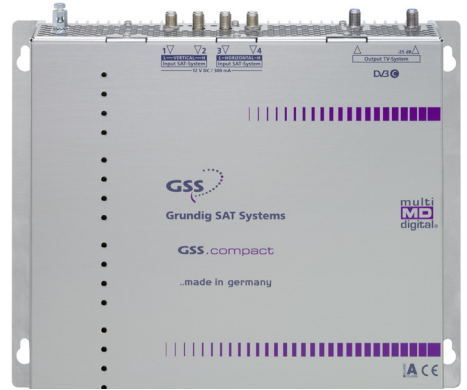 1 2 3 4
L—VERTICAL—H L—HORIZONTAL—H
Input SAT-System Input SAT-System
12 V DC / 300 mA
-20 dB
Output TV-System
DVB C
GSS
Grundig SAT Systems
GSS.compact
..made in germany
multi
MD
digital
A CE